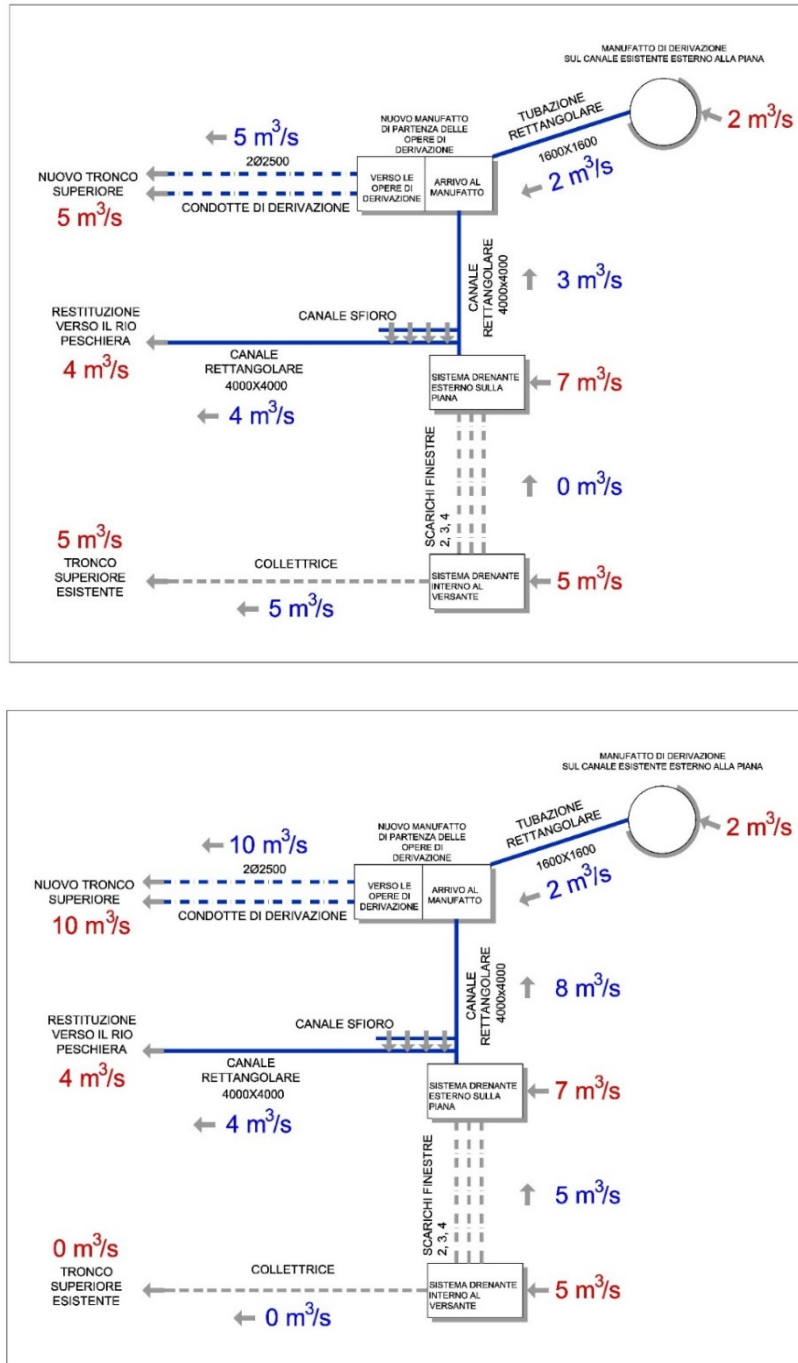 MANUFATTO DI DERIVAZIONE
SUL CANALE ESISTENTE ESTERNO ALLA PIANA
TUBAZIONE
RETTANGOLARE
1600X1600
2 m³/s
2 m³/s
NUOVO MANUFATTO
DI PARTENZA DELLE
OPERE DI
DERIVAZIONE
5 m³/s
2Ø2500
NUOVO TRONCO
SUPERIORE
5 m³/s
CONDOTTE DI DERIVAZIONE
VERSO LE
OPERE DI
DERIVAZIONE
ARRIVO AL
MANUFATTO
CANALE
RETTANGOLARE
4000x4000
3 m³/s
RESTITUZIONE
VERSO IL RIO
PESCHIERA
4 m³/s
CANALE SFIORO
CANALE
RETTANGOLARE
4000X4000
4 m³/s
SISTEMA DRENANTE
ESTERNO SULLA
PIANA
7 m³/s
SCARICHI FINESTRE
2, 3, 4
0 m³/s
5 m³/s
TRONCO
SUPERIORE
ESISTENTE
COLLETTRICE
5 m³/s
SISTEMA DRENANTE
INTERNO AL
VERSANTE
5 m³/s
MANUFATTO DI DERIVAZIONE
SUL CANALE ESISTENTE ESTERNO ALLA PIANA
TUBAZIONE
RETTANGOLARE
1600X1600
2 m³/s
2 m³/s
NUOVO MANUFATTO
DI PARTENZA DELLE
OPERE DI
DERIVAZIONE
10 m³/s
2Ø2500
NUOVO TRONCO
SUPERIORE
10 m³/s
CONDOTTE DI DERIVAZIONE
VERSO LE
OPERE DI
DERIVAZIONE
ARRIVO AL
MANUFATTO
CANALE
RETTANGOLARE
4000x4000
8 m³/s
RESTITUZIONE
VERSO IL RIO
PESCHIERA
4 m³/s
CANALE SFIORO
CANALE
RETTANGOLARE
4000X4000
4 m³/s
SISTEMA DRENANTE
ESTERNO SULLA
PIANA
7 m³/s
SCARICHI FINESTRE
2, 3, 4
5 m³/s
0 m³/s
TRONCO
SUPERIORE
ESISTENTE
COLLETTRICE
0 m³/s
SISTEMA DRENANTE
INTERNO AL
VERSANTE
5 m³/s